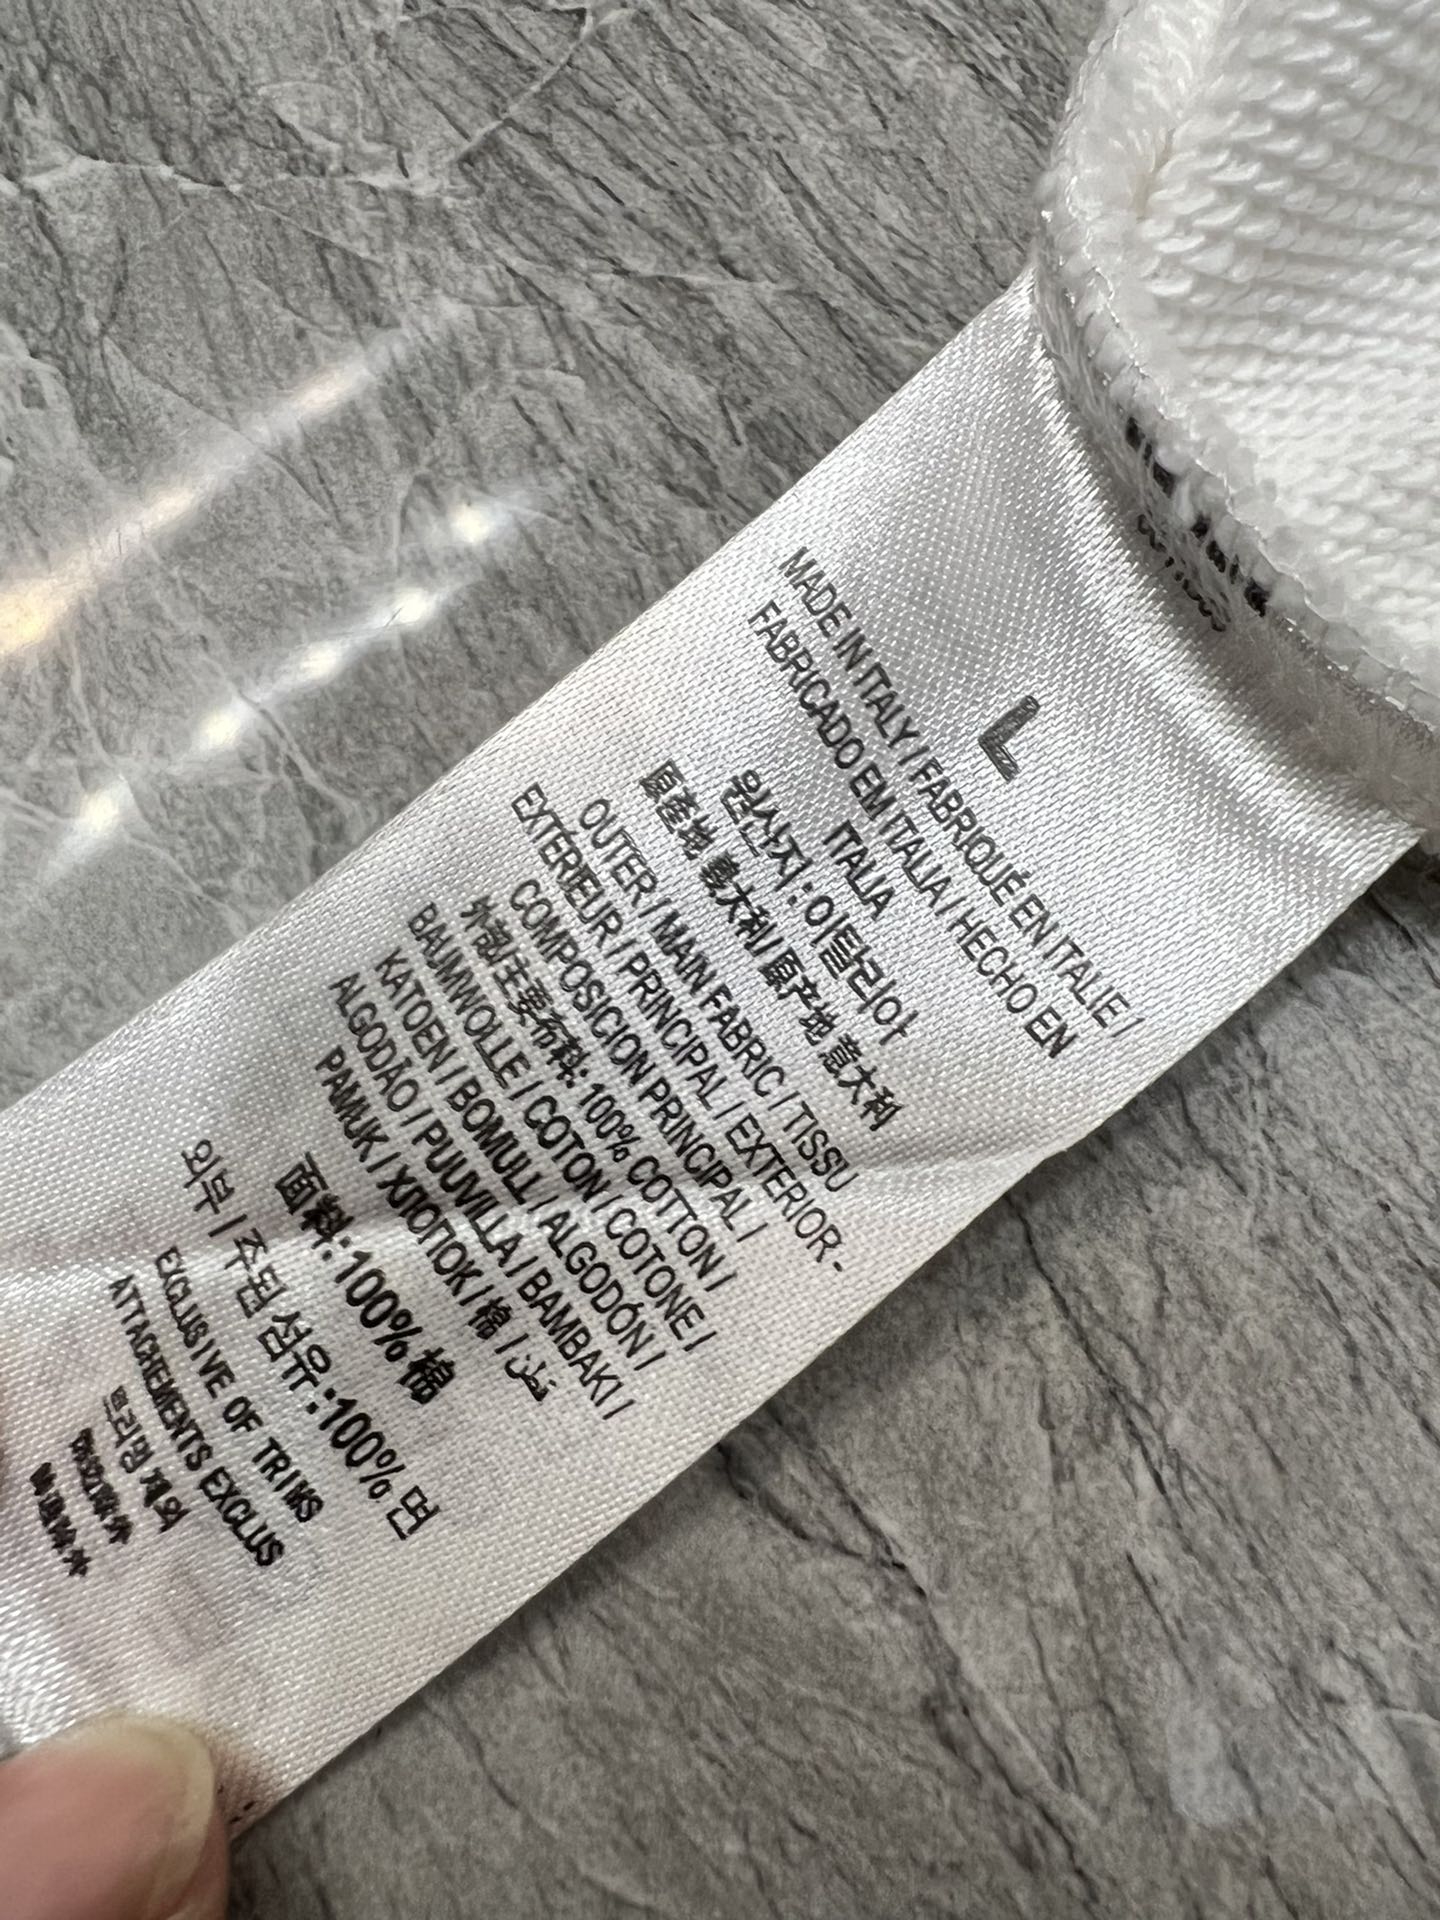 L
MADE IN ITALY / FABRIQUÉ EN ITALIE /
FABRICADO EM ITALIA / HECHO EN
ITALIA
원산지:이탈리아
原產地 義大利/原产地 意大利
OUTER / MAIN FABRIC / TISSU
EXTÉRIEUR / PRINCIPAL / EXTERIOR-
COMPOSICION PRINCIPAL /
外製主要布料: 100% COTTON /
BAUMWOLLE / COTON / COTONE /
KATOEN / BOMULL / ALGODÓN /
ALGODÃO / PUUVILLA / BAMBAKI /
PAMUK / ХЛОПОК / 棉 / قطن
面料:100% 棉
외부 / 주된 섬유:100% 면
EXCLUSIVE OF TRIMS
ATTACHEMENTS EXCLUS
트리밍 제외